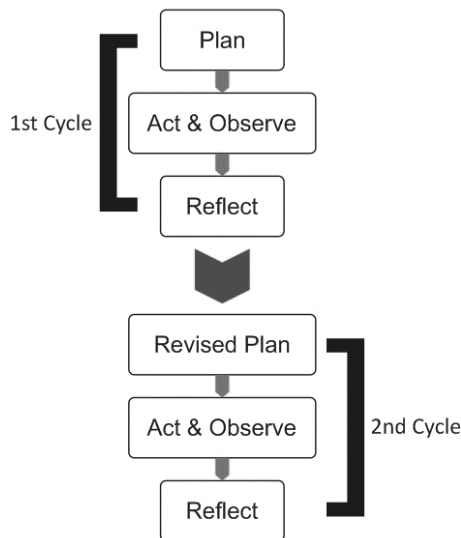 Plan
1st Cycle
Act & Observe
Reflect
Revised Plan
Act & Observe
2nd Cycle
Reflect